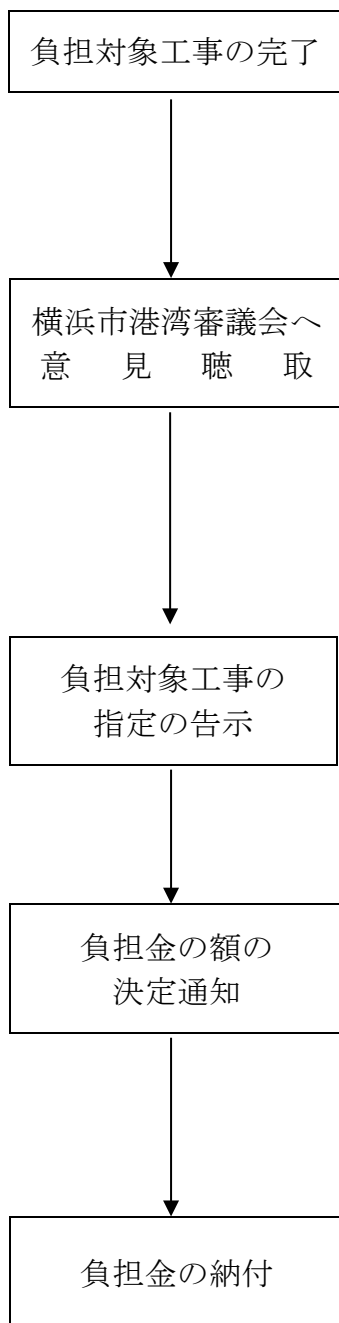 負担対象工事の完了
横浜市港湾審議会へ
意見聴取
負担対象工事の
指定の告示
負担金の額の
決定通知
負担金の納付